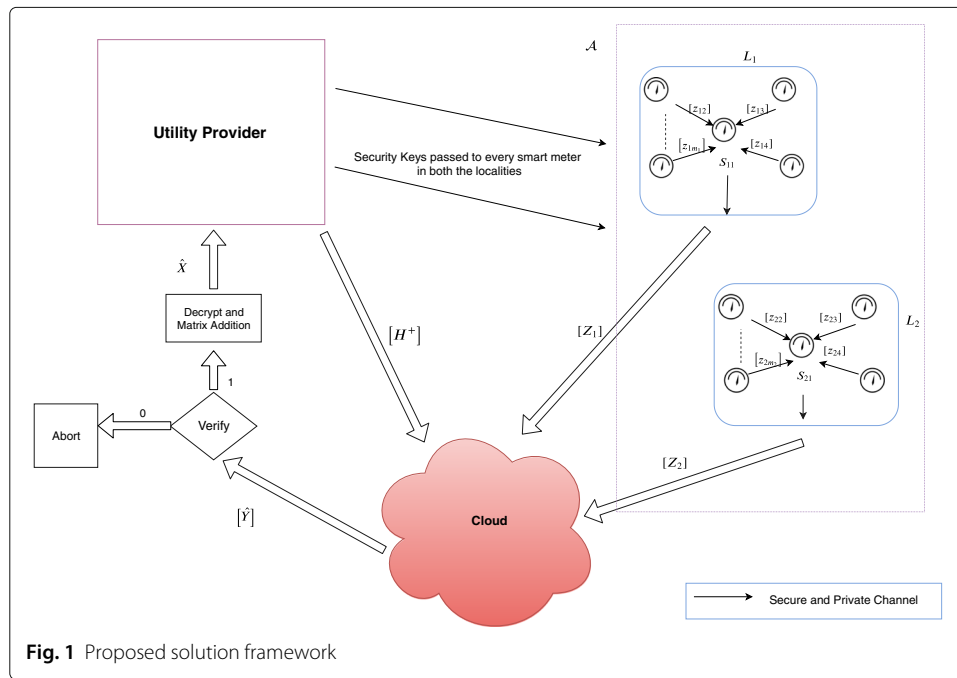 𝒜
L₁
[z₁₂]
[z₁₃]
[z₁ₘ₁]
[z₁₄]
S₁₁
Utility Provider
Security Keys passed to every smart meter
in both the localities
X̂
Decrypt and
Matrix Addition
[H⁺]
[Z₁]
L₂
[z₂₂]
[z₂₃]
[z₂ₘ₂]
[z₂₄]
S₂₁
1
0
Abort
Verify
[Z₂]
[Ŷ]
Cloud
Secure and Private Channel
Fig. 1 Proposed solution framework